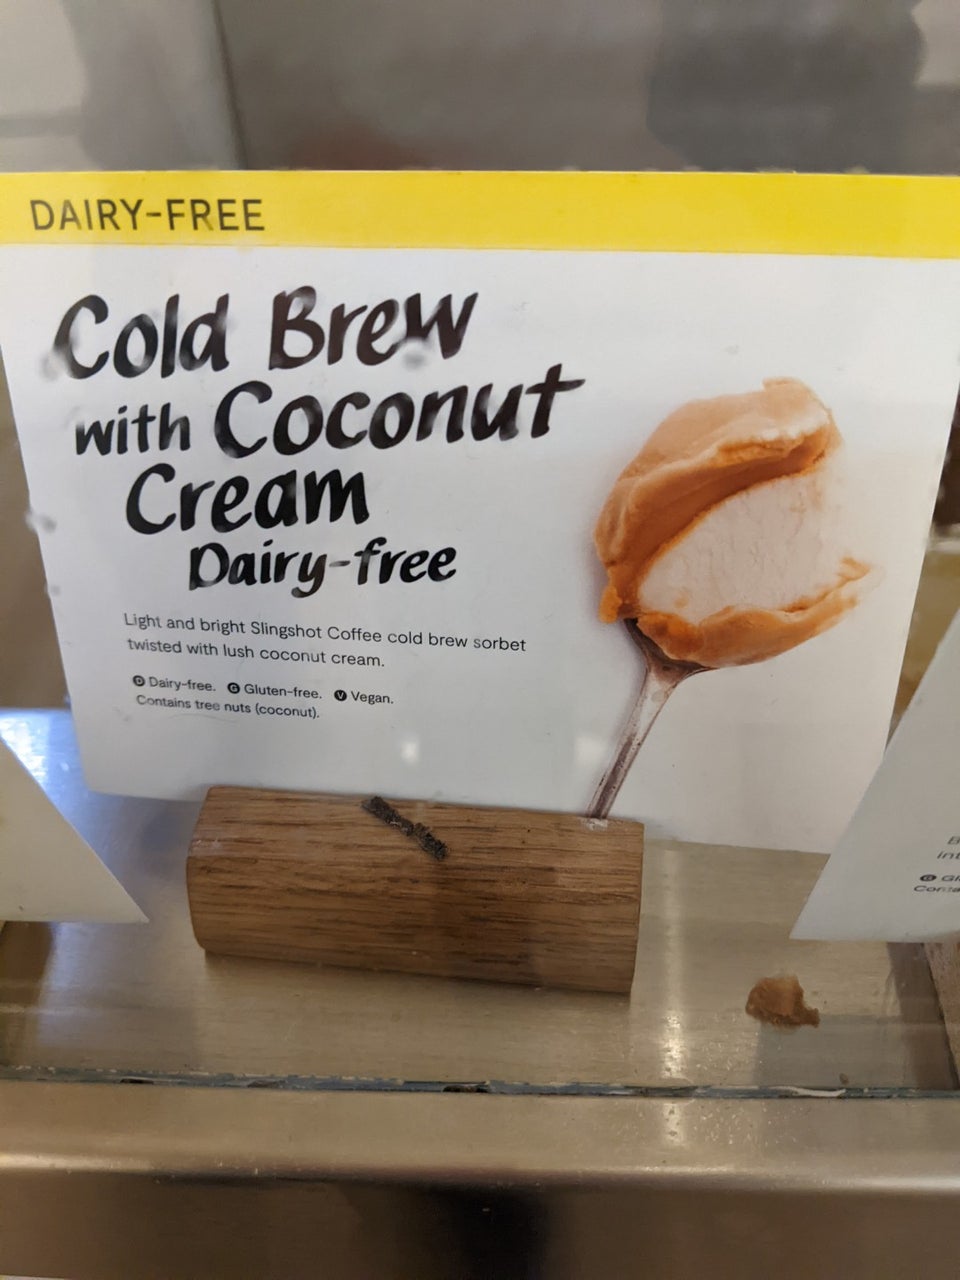 DAIRY-FREE
Cold Brew
with Coconut
Cream
Dairy-free
Light and bright Slingshot Coffee cold brew sorbet
twisted with lush coconut cream.
D Dairy-free. G Gluten-free. V Vegan.
Contains tree nuts (coconut).